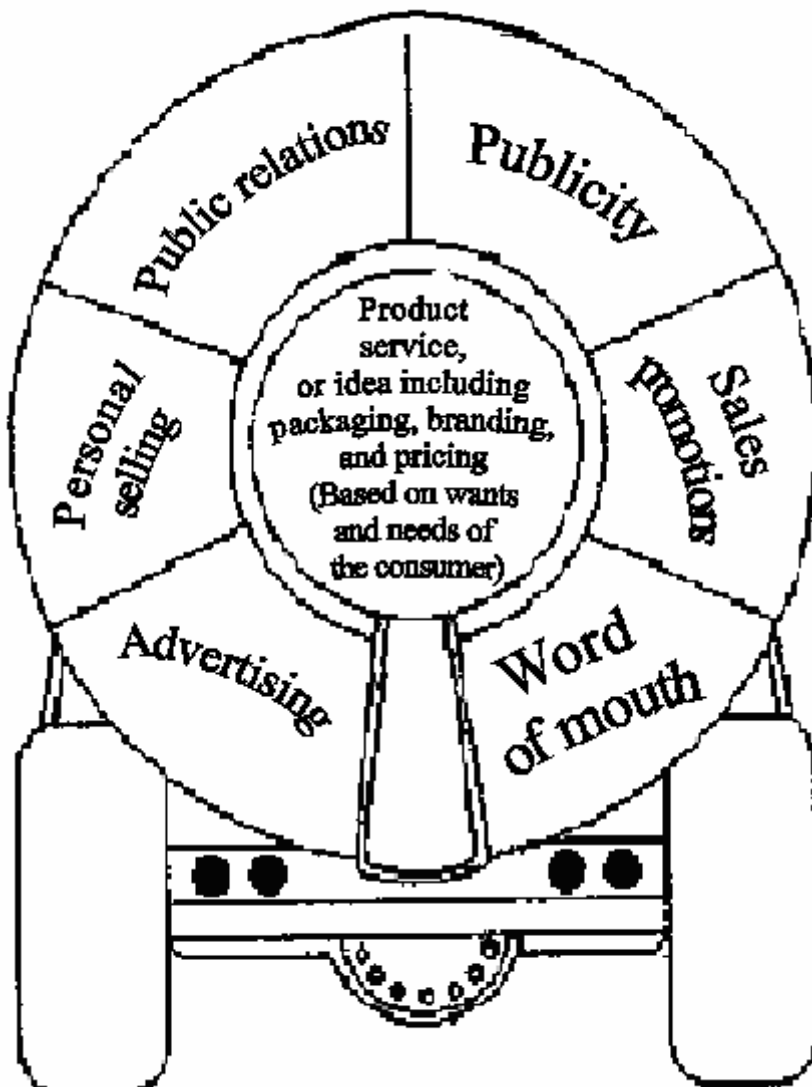 Public relations
Publicity
Personal
selling
Product
service,
or idea including
packaging, branding,
and pricing
(Based on wants
and needs of
the consumer)
Sales
pomotions
Advertising
Word
of mouth